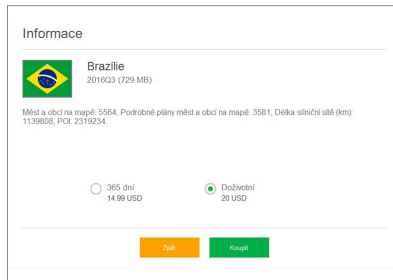 Informace
Brazílie
2016Q3 (729 MB)
Měst a obcí na mapě: 5564, Podrobné plány měst a obcí na mapě: 3581, Délka silniční sítě (km):
1139808, POI: 2319234.
365 dní
14.99 USD
Doživotní
20 USD
Zpět
Koupit